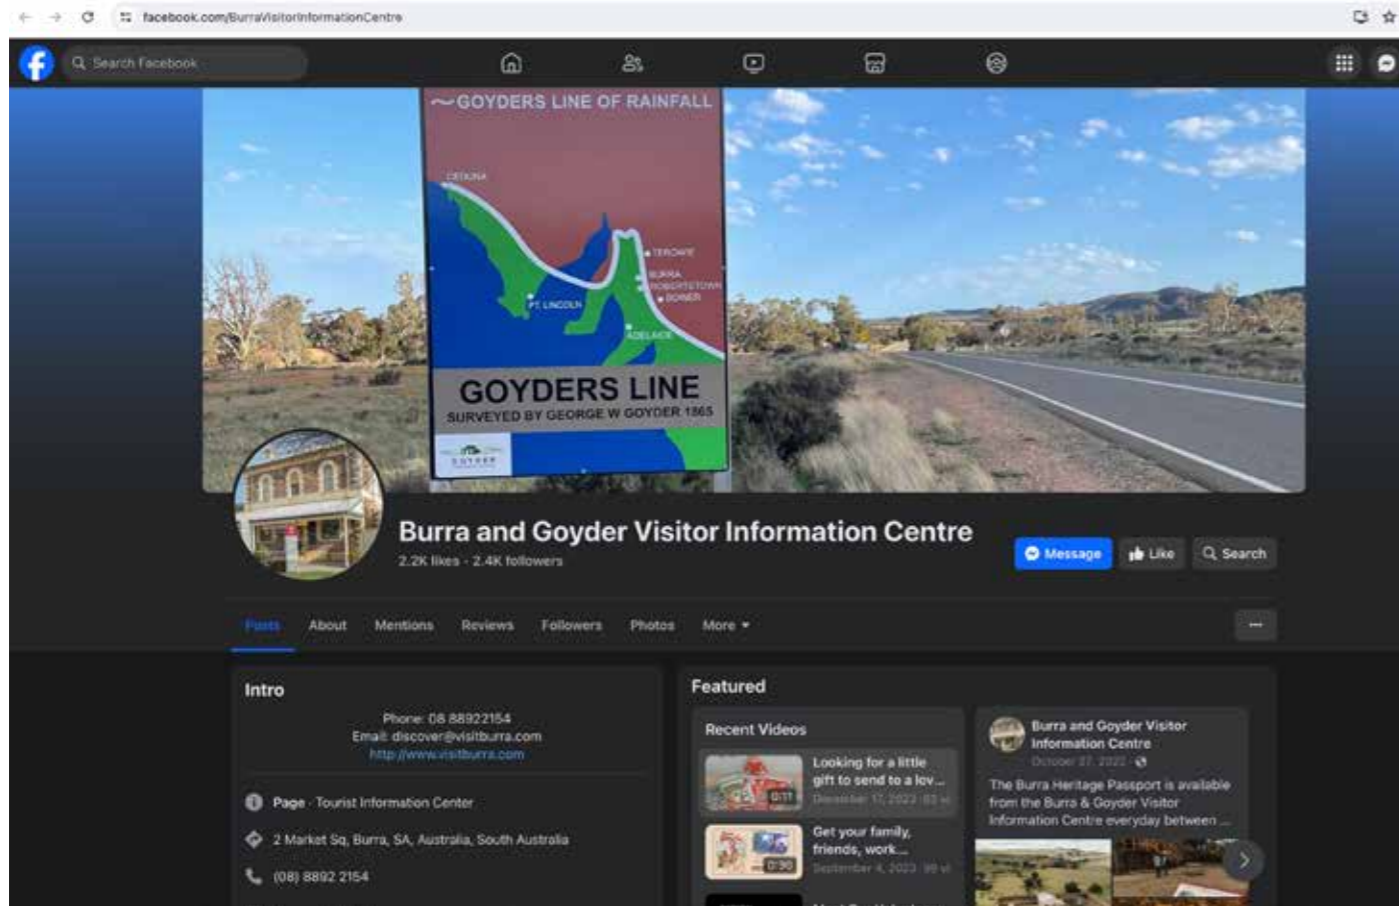 facebook.com/BurraVisitorInformationCentre
Search Facebook
GOYDERS LINE OF RAINFALL
CEDUNA
TEROWIE
BURRA
ROBERTSTOWN
PT. LINCOLN
ADELAIDE
GOYDERS LINE
SURVEYED BY GEORGE W GOYDER 1865
GOYDER
Burra and Goyder Visitor Information Centre
2.2K likes • 2.4K followers
Message
Like
Search
Posts
About
Mentions
Reviews
Followers
Photos
More
Intro
Phone: 08 88922154
Email: discover@visitburra.com
http://www.visitburra.com
Page · Tourist Information Center
2 Market Sq, Burra, SA, Australia, South Australia
(08) 8892 2154
Featured
Recent Videos
Looking for a little
gift to send to a lov...
December 17, 2023
0:11
Get your family,
friends, work...
September 4, 2023
0:30
Burra and Goyder Visitor
Information Centre
October 27, 2022
The Burra Heritage Passport is available
from the Burra & Goyder Visitor
Information Centre everyday between ...